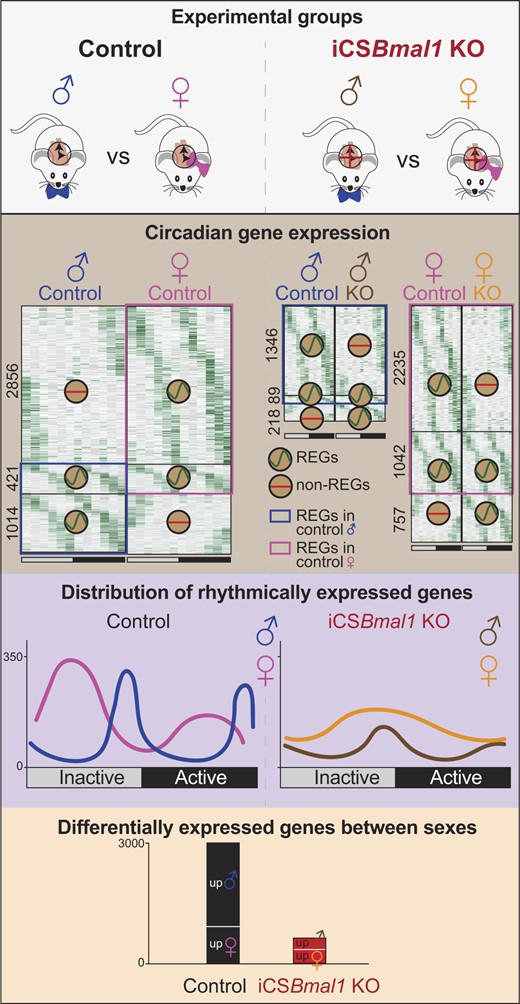 Experimental groups
Control
iCSBmal1 KO
♂ ♀ ♂ ♀
vs
vs
Circadian gene expression
♂ ♀ ♂ ♂ ♀ ♀
Control Control Control KO Control KO
2856
421
1014
1346
89
218
2235
1042
757
REGs
non-REGs
REGs in
control ♂
REGs in
control ♀
Distribution of rhythmically expressed genes
Control ♂ ♀
iCSBmal1 KO ♂ ♀
350
0
Inactive Active
Inactive Active
Differentially expressed genes between sexes
3000
0
up ♂
up ♀
up ♂
up ♀
Control iCSBmal1 KO